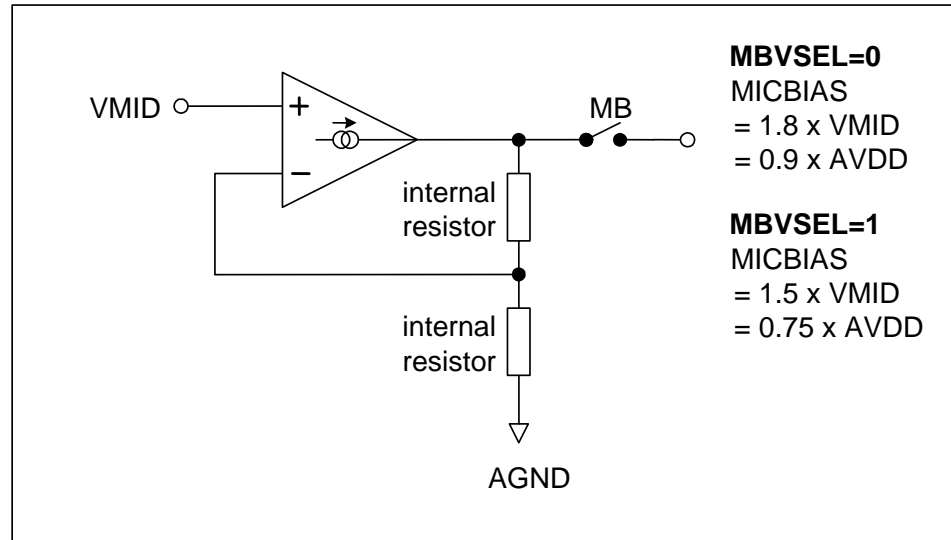 VMID
+
−
MB
internal
resistor
internal
resistor
AGND
MBVSEL=0
MICBIAS
= 1.8 x VMID
= 0.9 x AVDD
MBVSEL=1
MICBIAS
= 1.5 x VMID
= 0.75 x AVDD